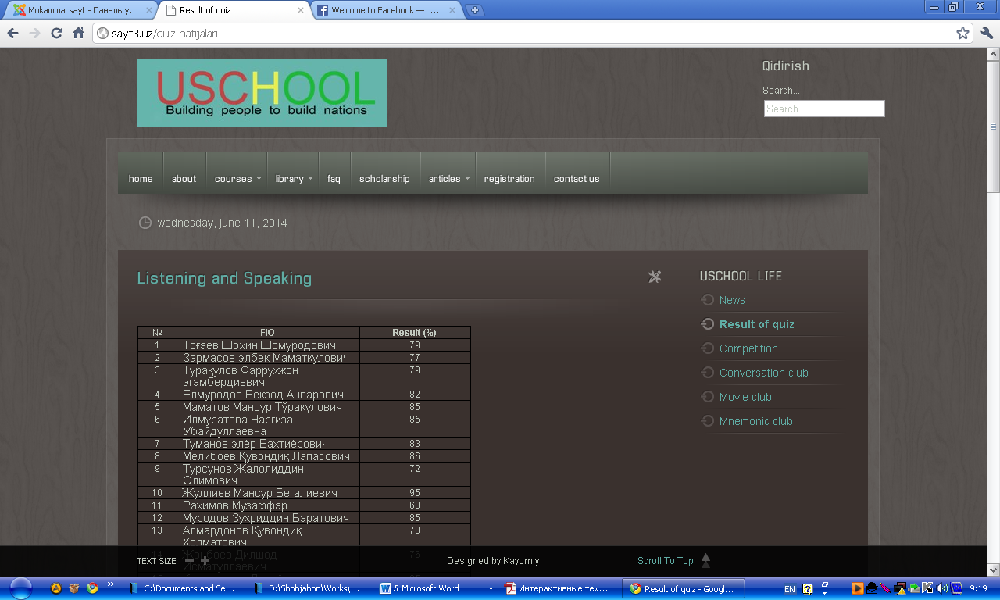 Mukammal sayt - Панель у...
Result of quiz
Welcome to Facebook — L...
sayt3.uz/quiz-natijalari
USCHOOL
Building people to build nations
Qidirish
Search...
Search...
home about courses library faq scholarship articles registration contact us
wednesday, june 11, 2014
Listening and Speaking
USCHOOL LIFE
News
Result of quiz
Competition
Conversation club
Movie club
Mnemonic club
№ FIO Result (%)
1 Тоғаев Шоҳин Шомуродович 79
2 Зармасов элбек Маматқулович 77
3 Турақулов Фаррухжон 79
эгамбердиевич
4 Елмуродов Бекзод Анварович 82
5 Маматов Мансур Тўрақулович 85
6 Илмуратова Наргиза 85
Убайдуллаевна
7 Туманов элёр Бахтиёрович 83
8 Мелибоев Қувондиқ Лапасович 86
9 Турсунов Жалолиддин 72
Олимович
10 Жуллиев Мансур Бегалиевич 95
11 Рахимов Музаффар 60
12 Муродов Зухриддин Баратович 85
13 Алмардонов Қувондиқ 70
Холматович
14 Жонбоев Дилшод 76
Исматуллаевич
TEXT SIZE
Designed by Kayumiy
Scroll To Top
C:\Documents and Se...
D:\Shohjahon\Works\...
5 Microsoft Word
Интерактивные тех...
Result of quiz - Googl...
EN
9:19